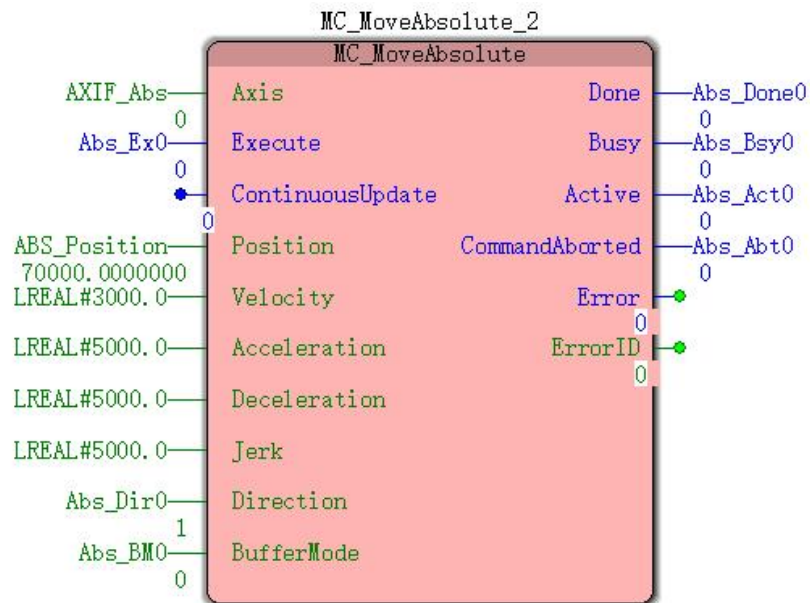 MC_MoveAbsolute_2
MC_MoveAbsolute
AXIF_Abs Axis Done Abs_Done0
0 0
Abs_Ex0 Execute Busy Abs_Bsy0
0 0
ContinuousUpdate Active Abs_Act0
0 0
ABS_Position Position CommandAborted Abs_Abt0
70000.0000000 0
LREAL#3000.0 Velocity Error
0
LREAL#5000.0 Acceleration ErrorID
0
LREAL#5000.0 Deceleration
LREAL#5000.0 Jerk
Abs_Dir0 Direction
1
Abs_BM0 BufferMode
0